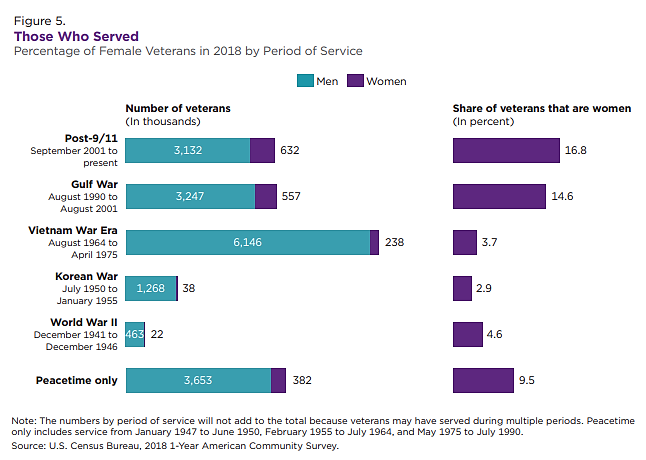 Figure 5.
Those Who Served
Percentage of Female Veterans in 2018 by Period of Service
Men Women
Number of veterans
(In thousands)
Share of veterans that are women
(In percent)
Post-9/11
September 2001 to
present
3,132 632 16.8
Gulf War
August 1990 to
August 2001
3,247 557 14.6
Vietnam War Era
August 1964 to
April 1975
6,146 238 3.7
Korean War
July 1950 to
January 1955
1,268 38 2.9
World War II
December 1941 to
December 1946
463 22 4.6
Peacetime only 3,653 382 9.5
Note: The numbers by period of service will not add to the total because veterans may have served during multiple periods. Peacetime
only includes service from January 1947 to June 1950, February 1955 to July 1964, and May 1975 to July 1990.
Source: U.S. Census Bureau, 2018 1-Year American Community Survey.